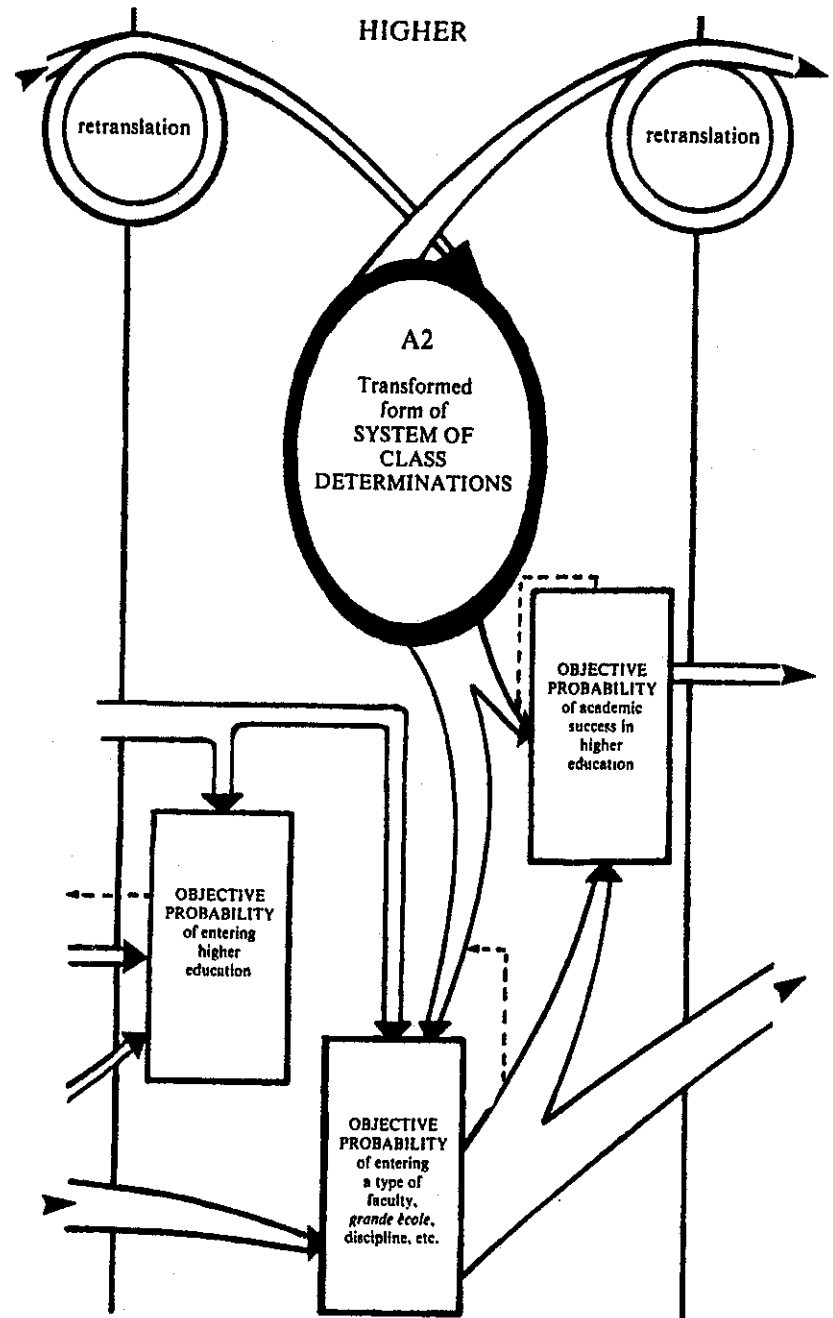 HIGHER
retranslation
retranslation
A2
Transformed
form of
SYSTEM OF
CLASS
DETERMINATIONS
OBJECTIVE
PROBABILITY
of academic
success in
higher
education
OBJECTIVE
PROBABILITY
of entering
higher
education
OBJECTIVE
PROBABILITY
of entering
a type of
faculty,
grande école,
discipline, etc.